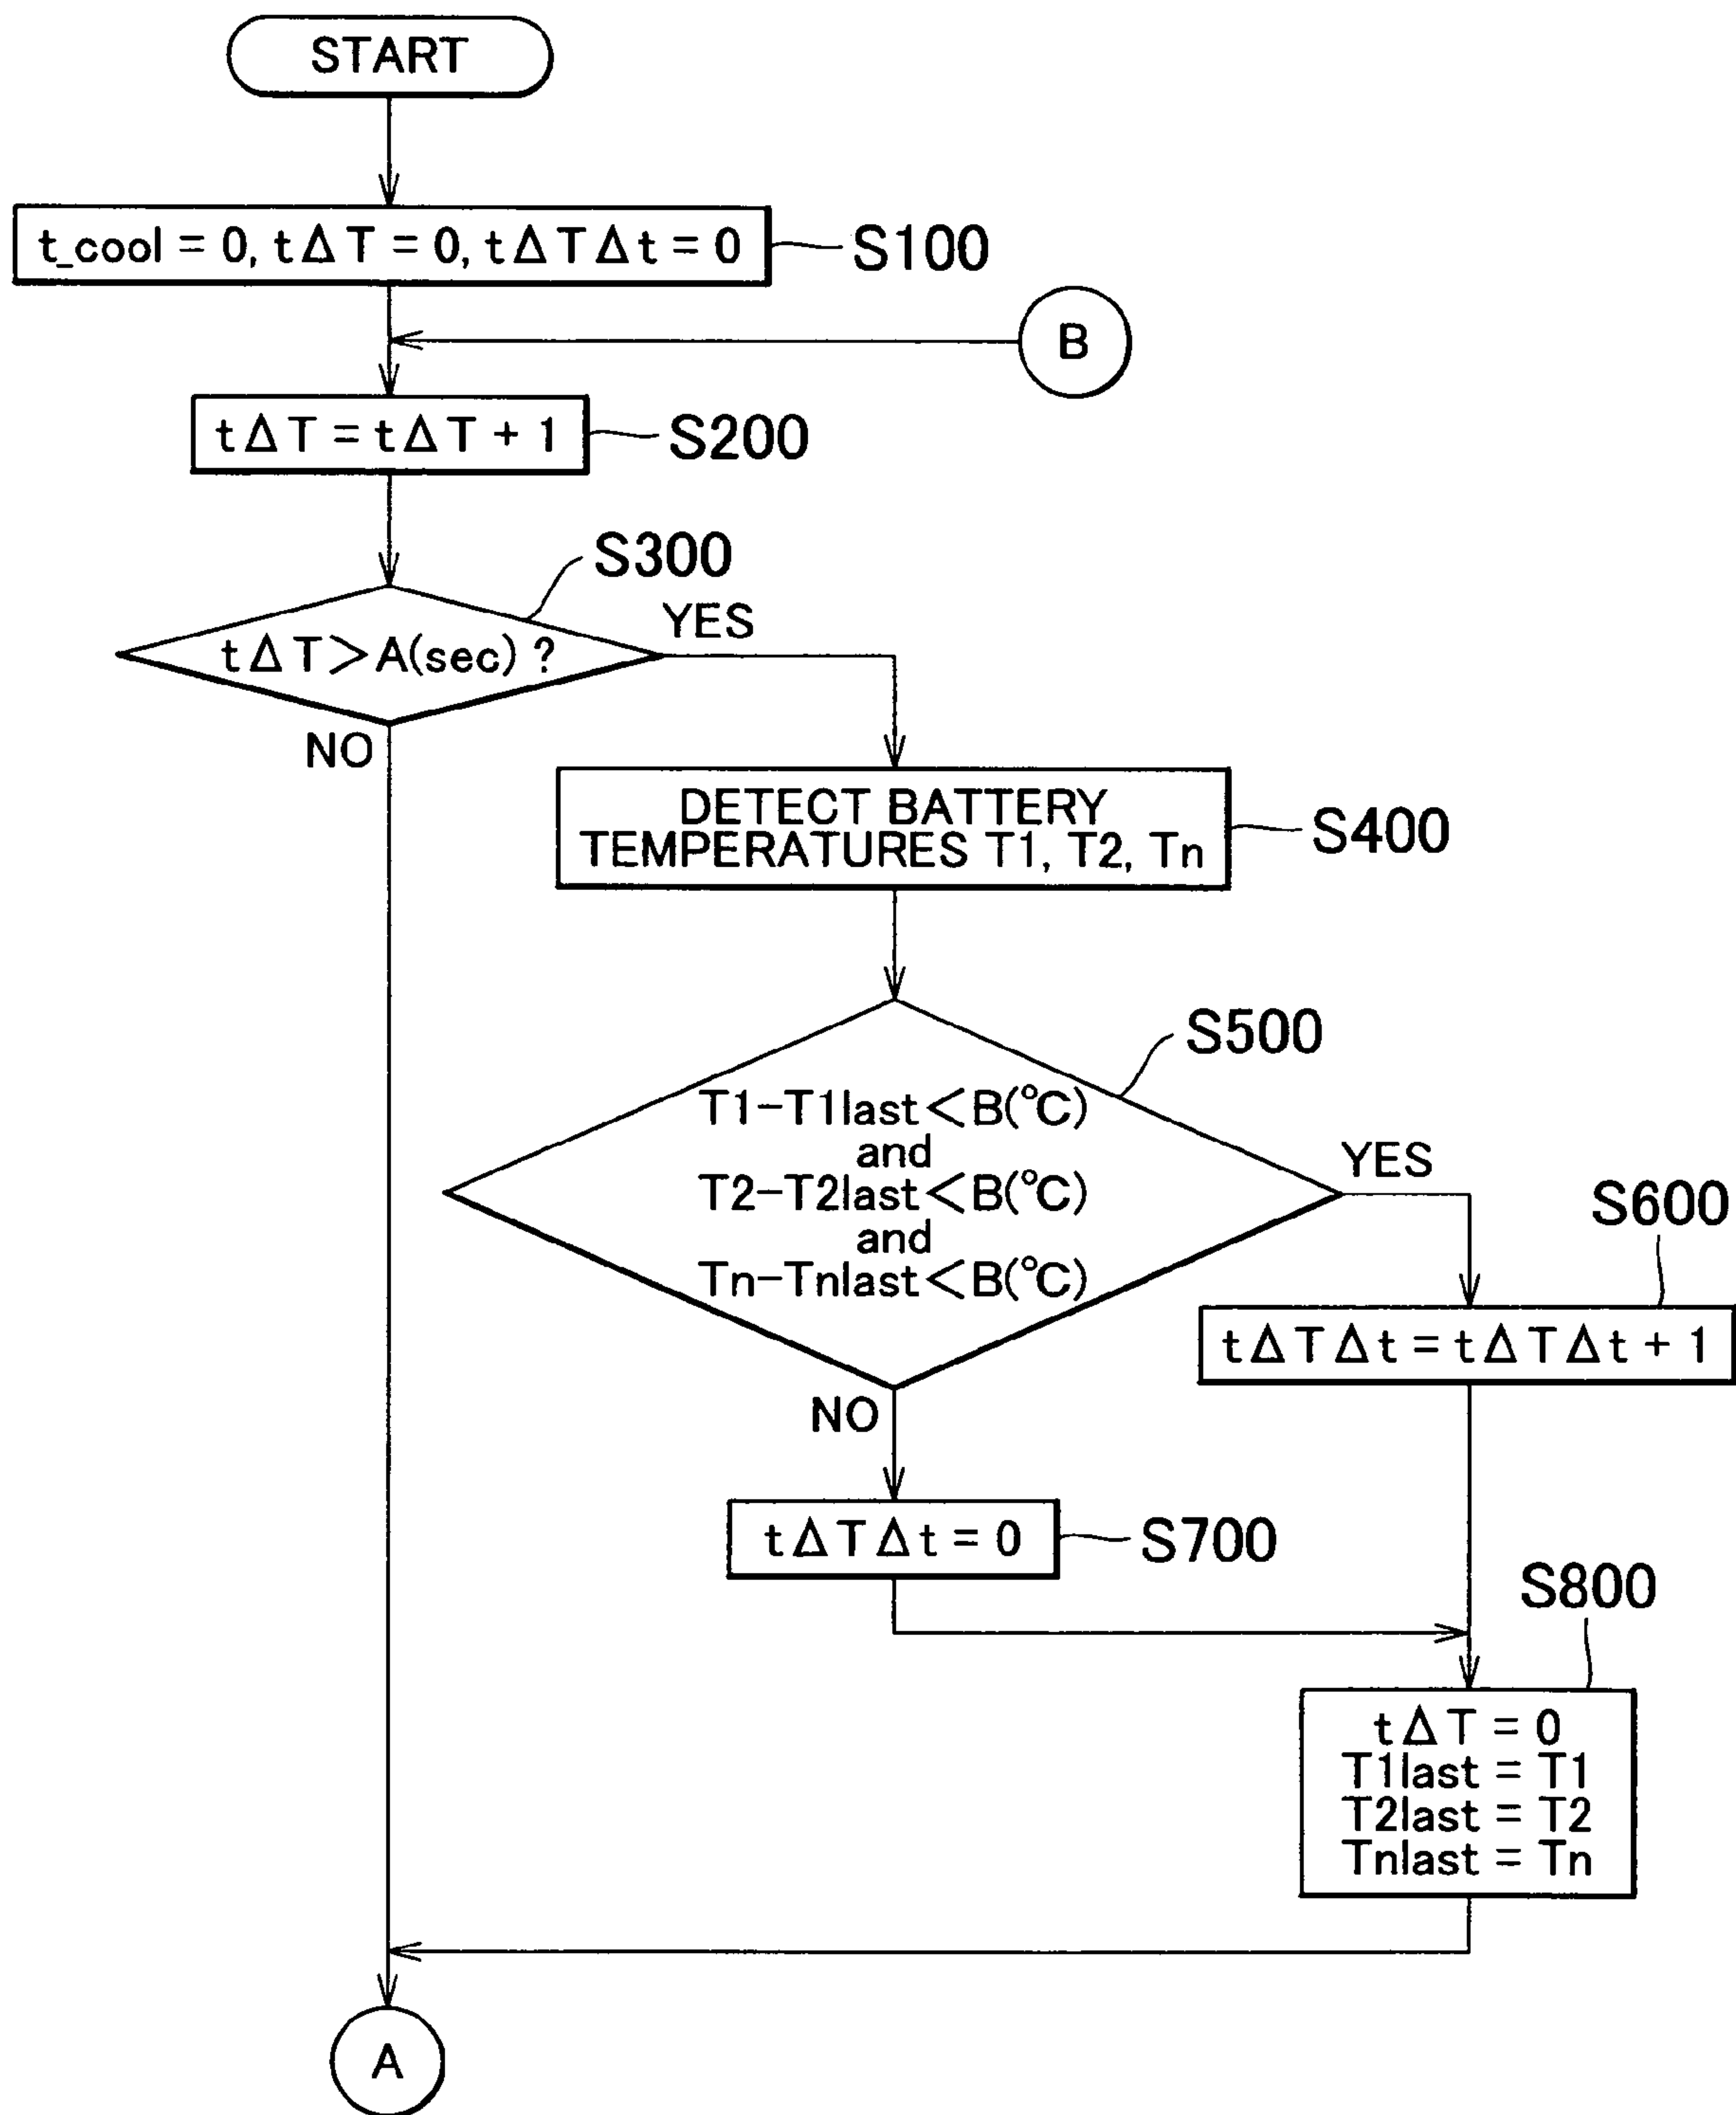 START
t_cool = 0, tΔT = 0, tΔTΔt = 0
S100
B
tΔT = tΔT + 1
S200
S300
tΔT>A(sec) ?
YES
NO
DETECT BATTERY
TEMPERATURES T1, T2, Tn
S400
S500
T1-T1last<B(°C)
and
T2-T2last<B(°C)
and
Tn-Tnlast<B(°C)
YES
NO
S600
tΔTΔt = tΔTΔt + 1
tΔTΔt = 0
S700
S800
tΔT = 0
T1last = T1
T2last = T2
Tnlast = Tn
A